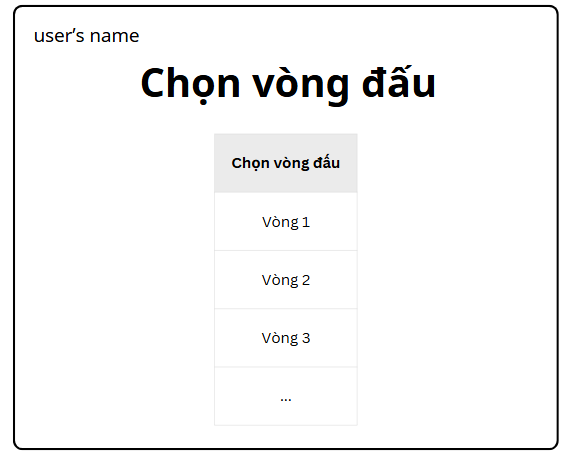 user’s name
Chọn vòng đấu
Chọn vòng đấu
Vòng 1
Vòng 2
Vòng 3
...